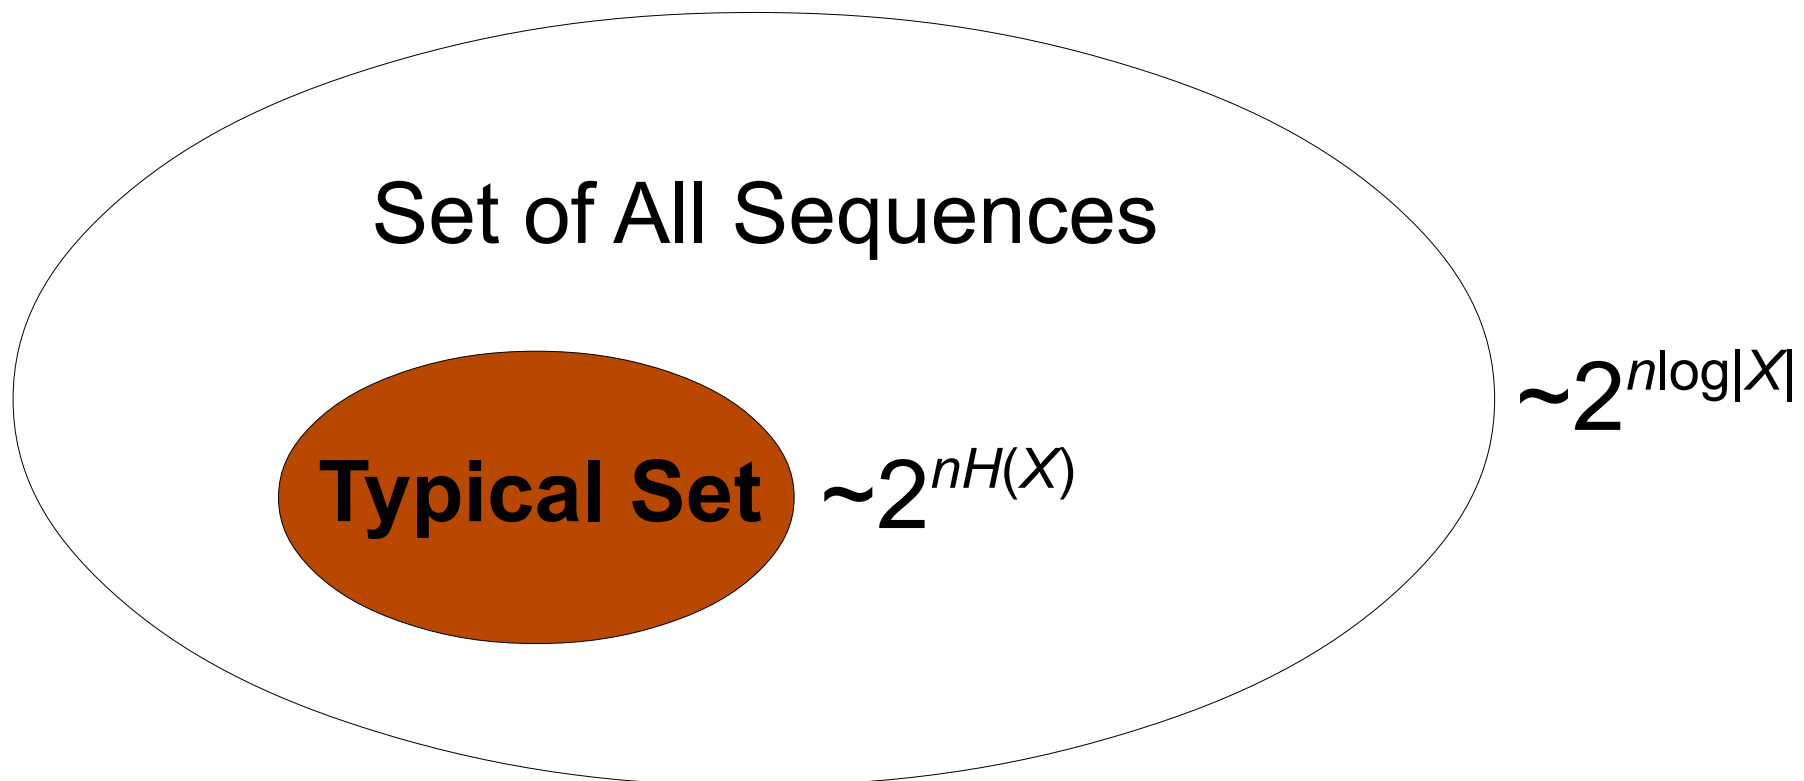 Set of All Sequences
~2^{nlog|X|}
Typical Set
~2^{nH(X)}